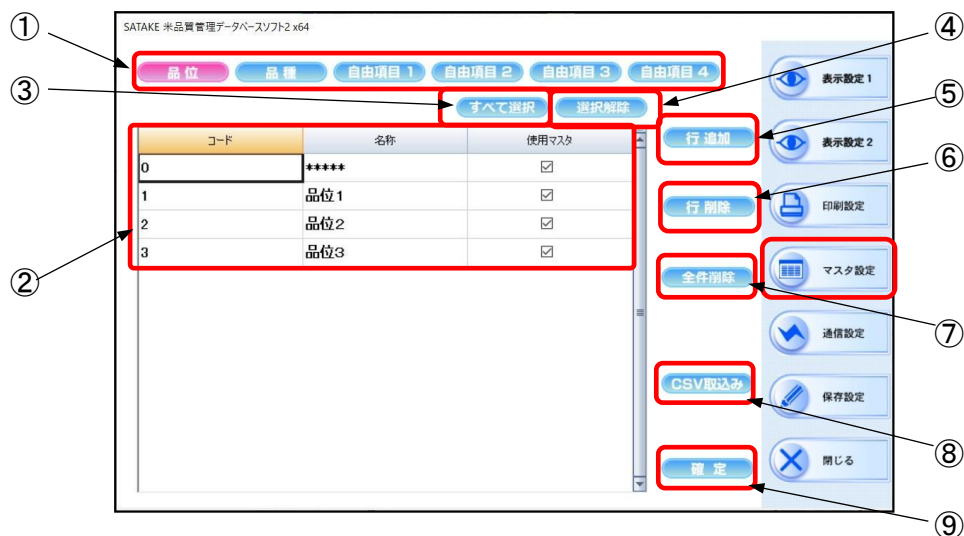 SATAKE 米品質管理データベースソフト2 x64
① ④
品 位 品 種 自由項目 1 自由項目 2 自由項目 3 自由項目 4
表示設定 1
③ ⑤
すべて選択 選択解除
コード 名称 使用マスタ
行 追加
表示設定 2
⑥
0 *****
1 品位1
行 削除
印刷設定
2 品位2
3 品位3
②
全件削除
マスタ設定
⑦
通信設定
CSV取込み
保存設定
⑧
確 定
閉じる
⑨